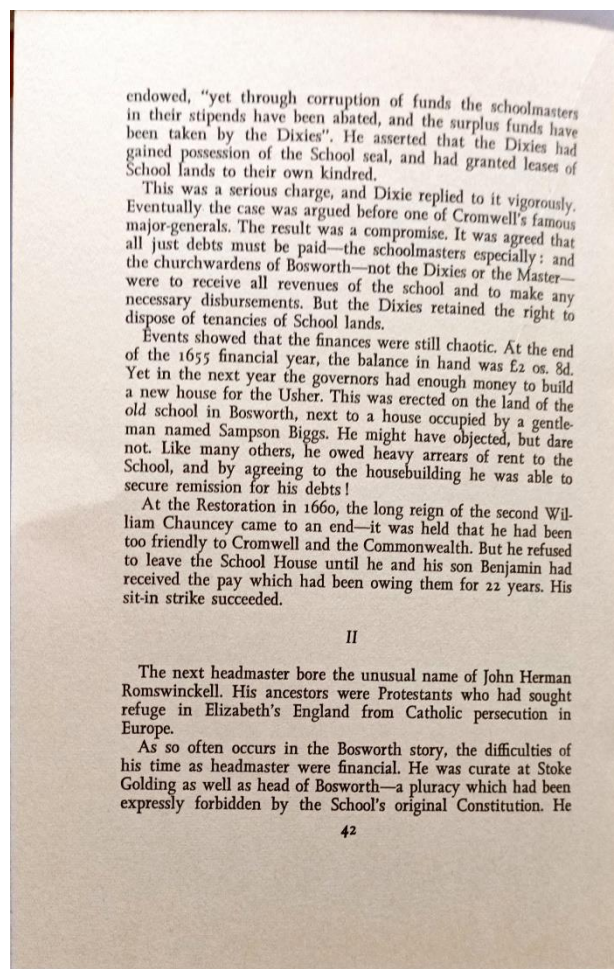 endowed, "yet through corruption of funds the schoolmasters
in their stipends have been abated, and the surplus funds have
been taken by the Dixies". He asserted that the Dixies had
gained possession of the School seal, and had granted leases of
School lands to their own kindred.
This was a serious charge, and Dixie replied to it vigorously.
Eventually the case was argued before one of Cromwell's famous
major-generals. The result was a compromise. It was agreed that
all just debts must be paid—the schoolmasters especially: and
the churchwardens of Bosworth—not the Dixies or the Master—
were to receive all revenues of the school and to make any
necessary disbursements. But the Dixies retained the right to
dispose of tenancies of School lands.
Events showed that the finances were still chaotic. At the end
of the 1655 financial year, the balance in hand was £2 0s. 8d.
Yet in the next year the governors had enough money to build
a new house for the Usher. This was erected on the land of the
old school in Bosworth, next to a house occupied by a gentle-
man named Sampson Biggs. He might have objected, but dare
not. Like many others, he owed heavy arrears of rent to the
School, and by agreeing to the housebuilding he was able to
secure remission for his debts!
At the Restoration in 1660, the long reign of the second Wil-
liam Chauncey came to an end—it was held that he had been
too friendly to Cromwell and the Commonwealth. But he refused
to leave the School House until he and his son Benjamin had
received the pay which had been owing them for 22 years. His
sit-in strike succeeded.
II
The next headmaster bore the unusual name of John Herman
Romswinckell. His ancestors were Protestants who had sought
refuge in Elizabeth's England from Catholic persecution in
Europe.
As so often occurs in the Bosworth story, the difficulties of
his time as headmaster were financial. He was curate at Stoke
Golding as well as head of Bosworth—a pluracy which had been
expressly forbidden by the School's original Constitution. He
42